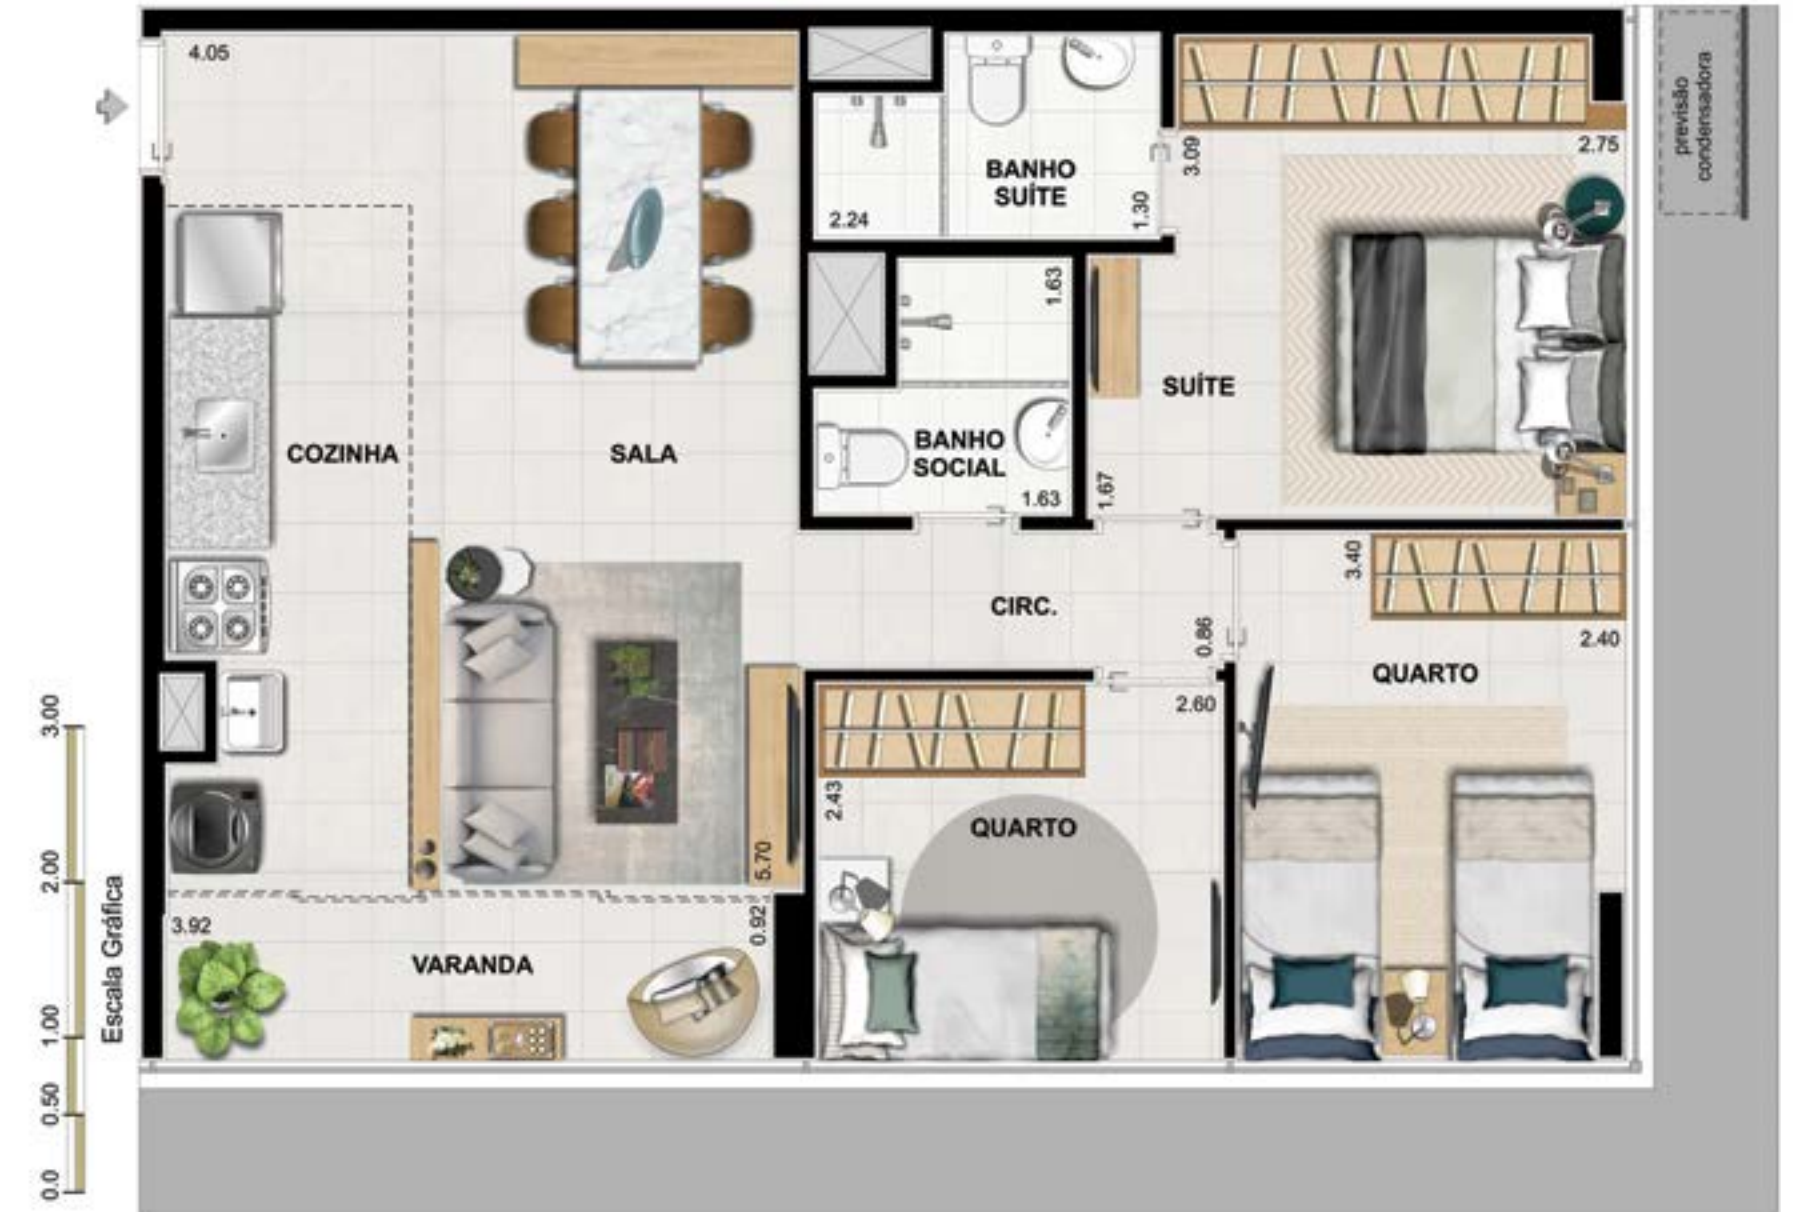 4.05
previsão
condensadora
2.75
3.09
BANHO
SUÍTE
1.30
2.24
1.63
SUÍTE
COZINHA
SALA
BANHO
SOCIAL
1.67
1.63
3.40
CIRC.
0.86
2.40
QUARTO
2.60
2.43
QUARTO
5.70
3.92
0.92
VARANDA
Escala Gráfica
3.00
2.00
1.00
0.50
0.0